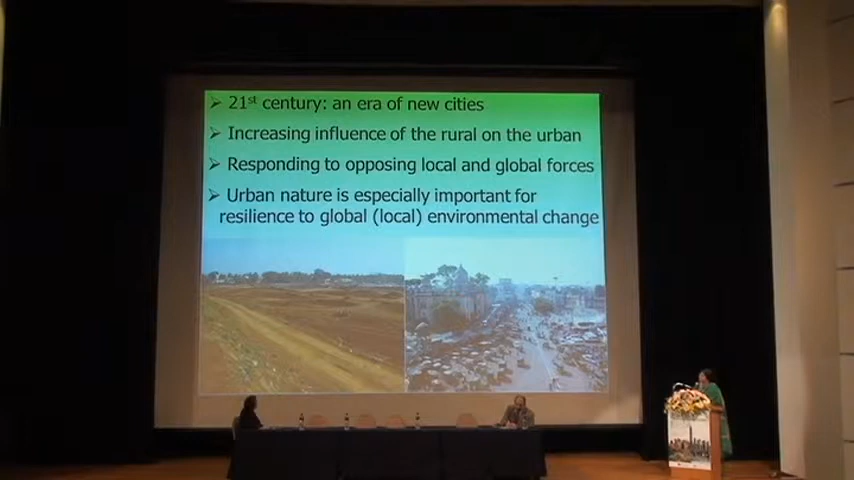 ➢ 21st century: an era of new cities
➢ Increasing influence of the rural on the urban
➢ Responding to opposing local and global forces
➢ Urban nature is especially important for
resilience to global (local) environmental change